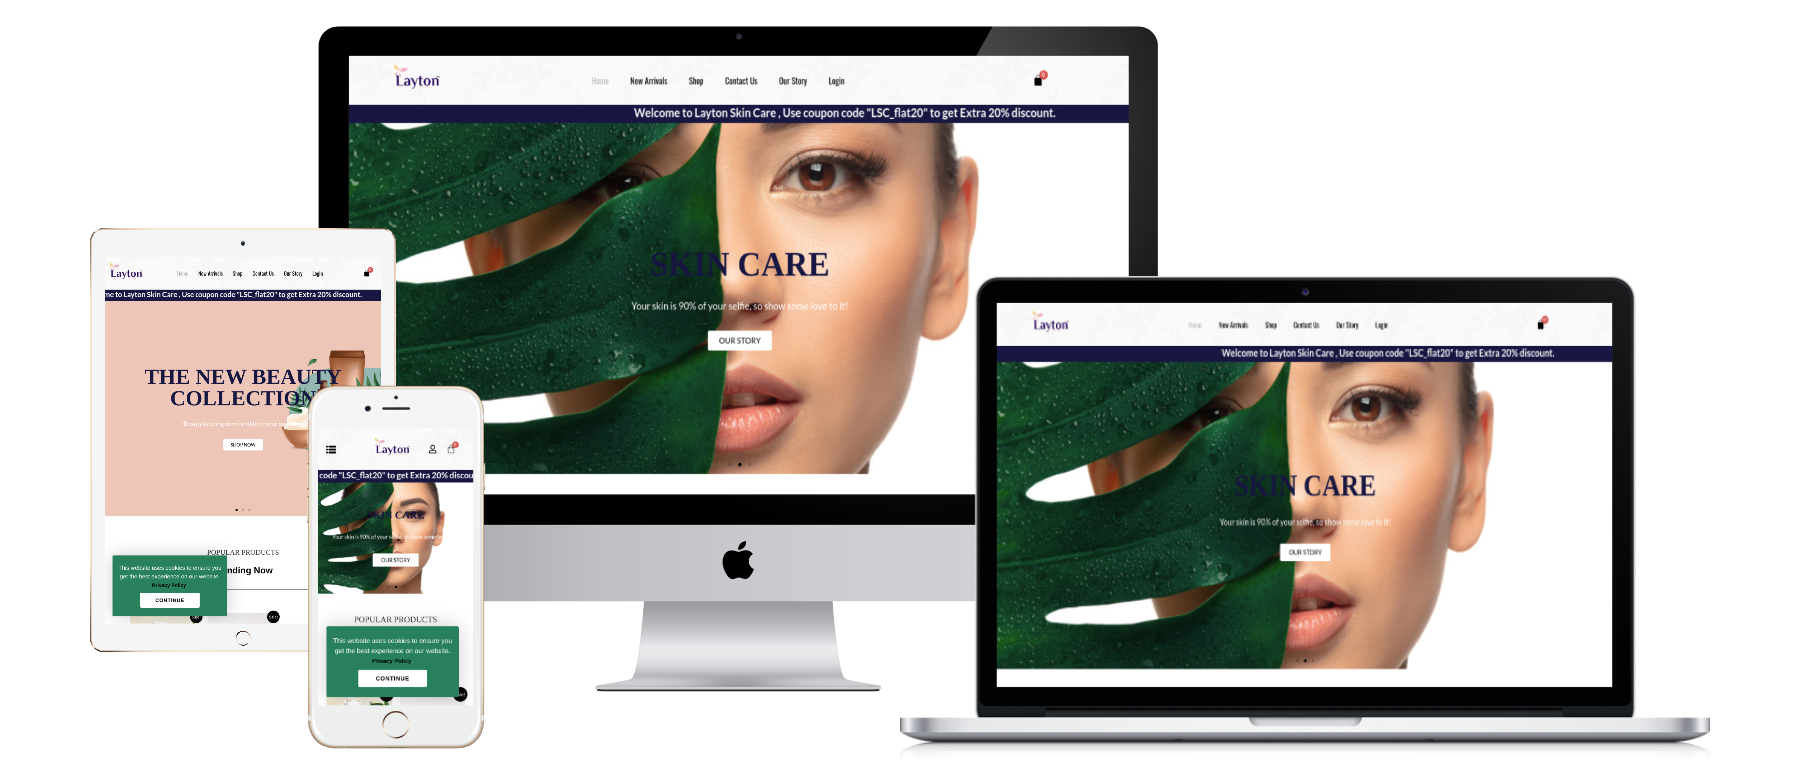 Layton
Home New Arrivals Shop Contact Us Our Story Login
0
Welcome to Layton Skin Care , Use coupon code "LSC_flat20" to get Extra 20% discount.
SKIN CARE
Your skin is 90% of your selfie, so show some love to it!
OUR STORY
Layton
Home New Arrivals Shop Contact Us Our Story Login
me to Layton Skin Care , Use coupon code "LSC_flat20" to get Extra 20% discount.
THE NEW BEAUTY
COLLECTION
"Beauty is being comfortable in your
SHOP NOW
POPULAR PRODUCTS
nding Now
This website uses cookies to ensure you
get the best experience on our website.
Privacy Policy
CONTINUE
Layton
code "LSC_flat20" to get Extra 20% discou
SKIN CARE
Your skin is 90% of your selfie, so show some lo
OUR STORY
POPULAR PRODUCTS
This website uses cookies to ensure you
get the best experience on our website.
Privacy Policy
CONTINUE
Layton
Home New Arrivals Shop Contact Us Our Story Login
0
Welcome to Layton Skin Care , Use coupon code "LSC_flat20" to get Extra 20% discount.
SKIN CARE
Your skin is 90% of your selfie, so show some love to it!
OUR STORY